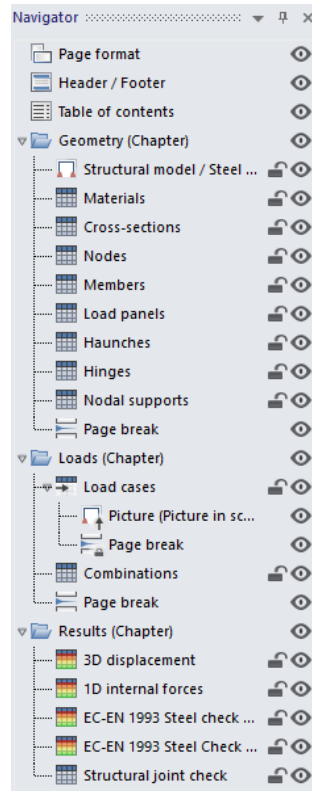 Navigator
Page format
Header / Footer
Table of contents
Geometry (Chapter)
Structural model / Steel ...
Materials
Cross-sections
Nodes
Members
Load panels
Haunches
Hinges
Nodal supports
Page break
Loads (Chapter)
Load cases
Picture (Picture in sc...
Page break
Combinations
Page break
Results (Chapter)
3D displacement
1D internal forces
EC-EN 1993 Steel check ...
EC-EN 1993 Steel Check ...
Structural joint check